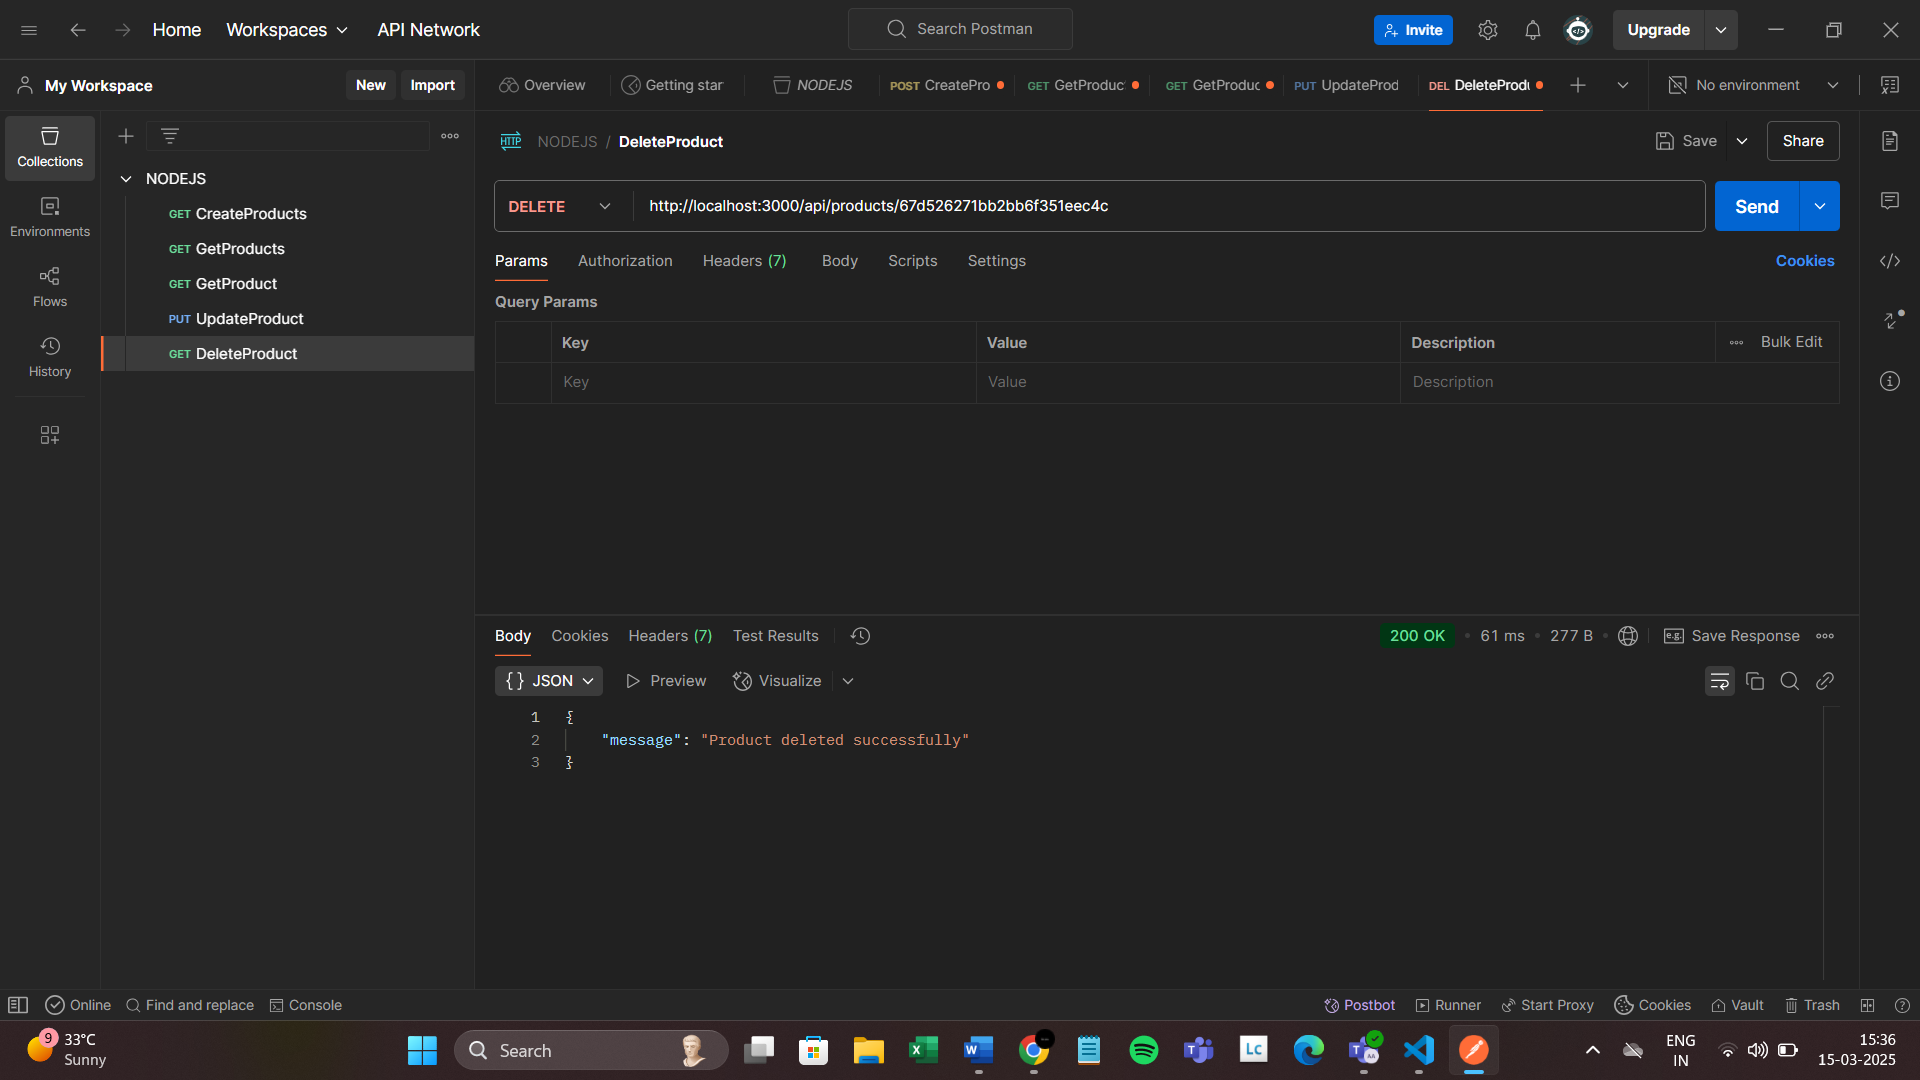 Home
Workspaces
API Network
Search Postman
Invite
Upgrade
My Workspace
New
Import
Overview
Getting star
NODEJS
POST CreatePro
GET GetProduc
GET GetProduc
PUT UpdateProd
DEL DeleteProdu
No environment
Collections
Environments
Flows
History
NODEJS
GET CreateProducts
GET GetProducts
GET GetProduct
PUT UpdateProduct
GET DeleteProduct
HTTP NODEJS / DeleteProduct
Save
Share
DELETE
http://localhost:3000/api/products/67d526271bb2bb6f351eec4c
Send
Params
Authorization
Headers (7)
Body
Scripts
Settings
Cookies
Query Params
Key
Value
Description
Bulk Edit
Key
Value
Description
Body
Cookies
Headers (7)
Test Results
200 OK
61 ms
277 B
e.g. Save Response
{} JSON
Preview
Visualize
1 {
2 "message": "Product deleted successfully"
3 }
Online
Find and replace
Console
Postbot
Runner
Start Proxy
Cookies
Vault
Trash
9
33°C
Sunny
Search
LC
ENG
IN
15:36
15-03-2025